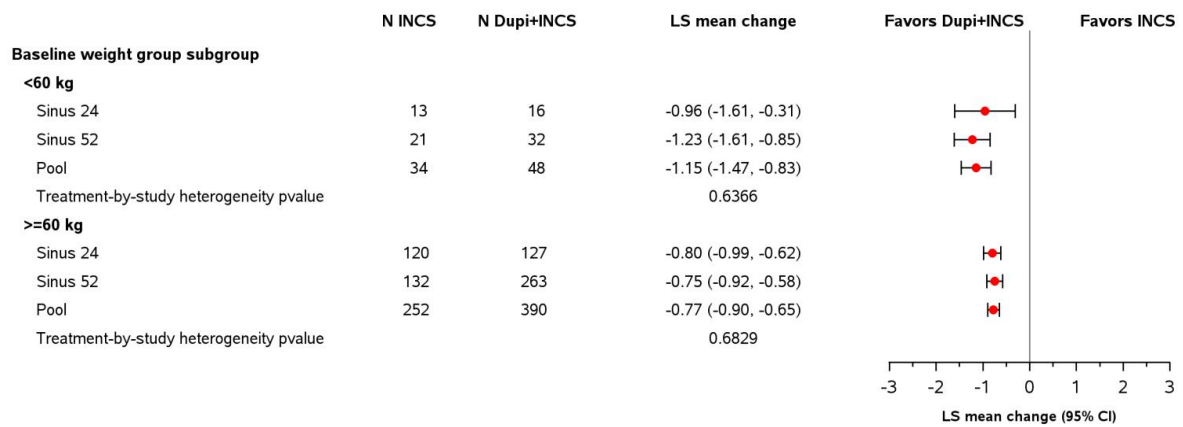 N INCS N Dupi+INCS LS mean change Favors Dupi+INCS Favors INCS
Baseline weight group subgroup
<60 kg
Sinus 24 13 16 -0.96 (-1.61, -0.31)
Sinus 52 21 32 -1.23 (-1.61, -0.85)
Pool 34 48 -1.15 (-1.47, -0.83)
Treatment-by-study heterogeneity pvalue 0.6366
>=60 kg
Sinus 24 120 127 -0.80 (-0.99, -0.62)
Sinus 52 132 263 -0.75 (-0.92, -0.58)
Pool 252 390 -0.77 (-0.90, -0.65)
Treatment-by-study heterogeneity pvalue 0.6829
-3 -2 -1 0 1 2 3
LS mean change (95% CI)